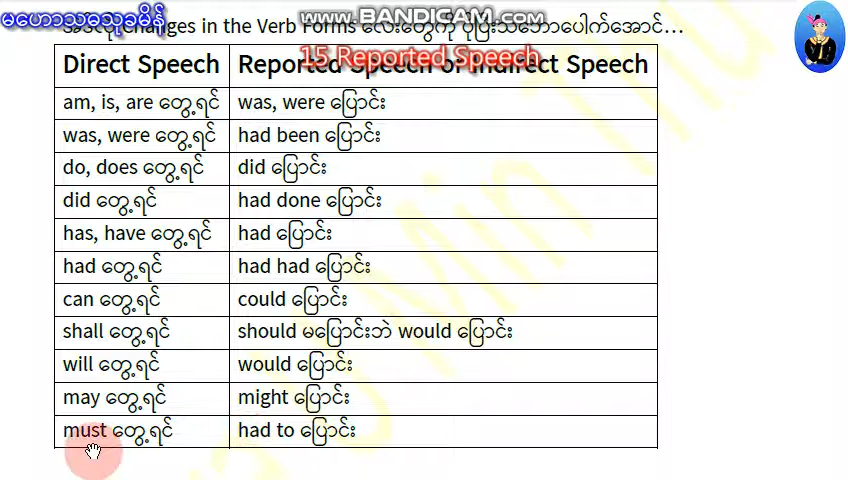 မဟောသဓသုခမိန်
www.BANDICAM.com
Changes in the Verb Forms လေးတွေကို
15 Reported Speech
Direct Speech Reported Speech or Indirect Speech
am, is, are တွေ့ရင် was, were ပြောင်း
was, were တွေ့ရင် had been ပြောင်း
do, does တွေ့ရင် did ပြောင်း
did တွေ့ရင် had done ပြောင်း
has, have တွေ့ရင် had ပြောင်း
had တွေ့ရင် had had ပြောင်း
can တွေ့ရင် could ပြောင်း
shall တွေ့ရင် should မပြောင်းဘဲ would ပြောင်း
will တွေ့ရင် would ပြောင်း
may တွေ့ရင် might ပြောင်း
must တွေ့ရင် had to ပြောင်း